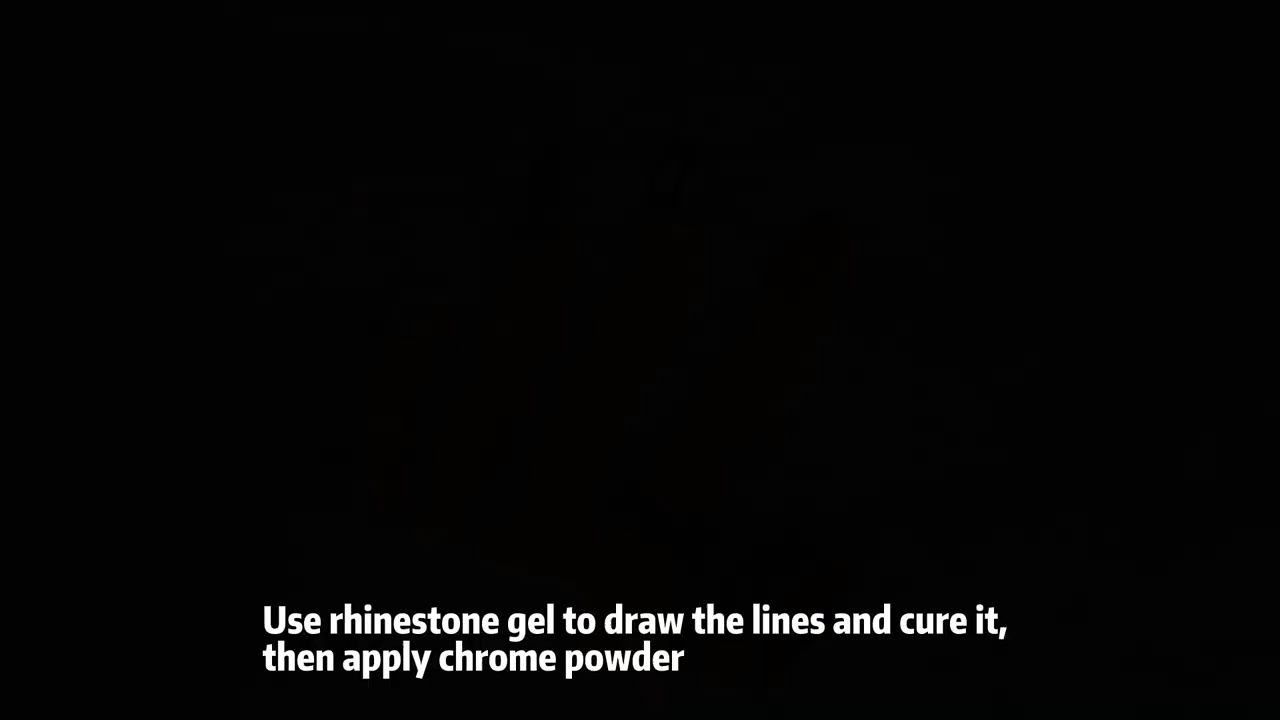 Use rhinestone gel to draw the lines and cure it,
then apply chrome powder